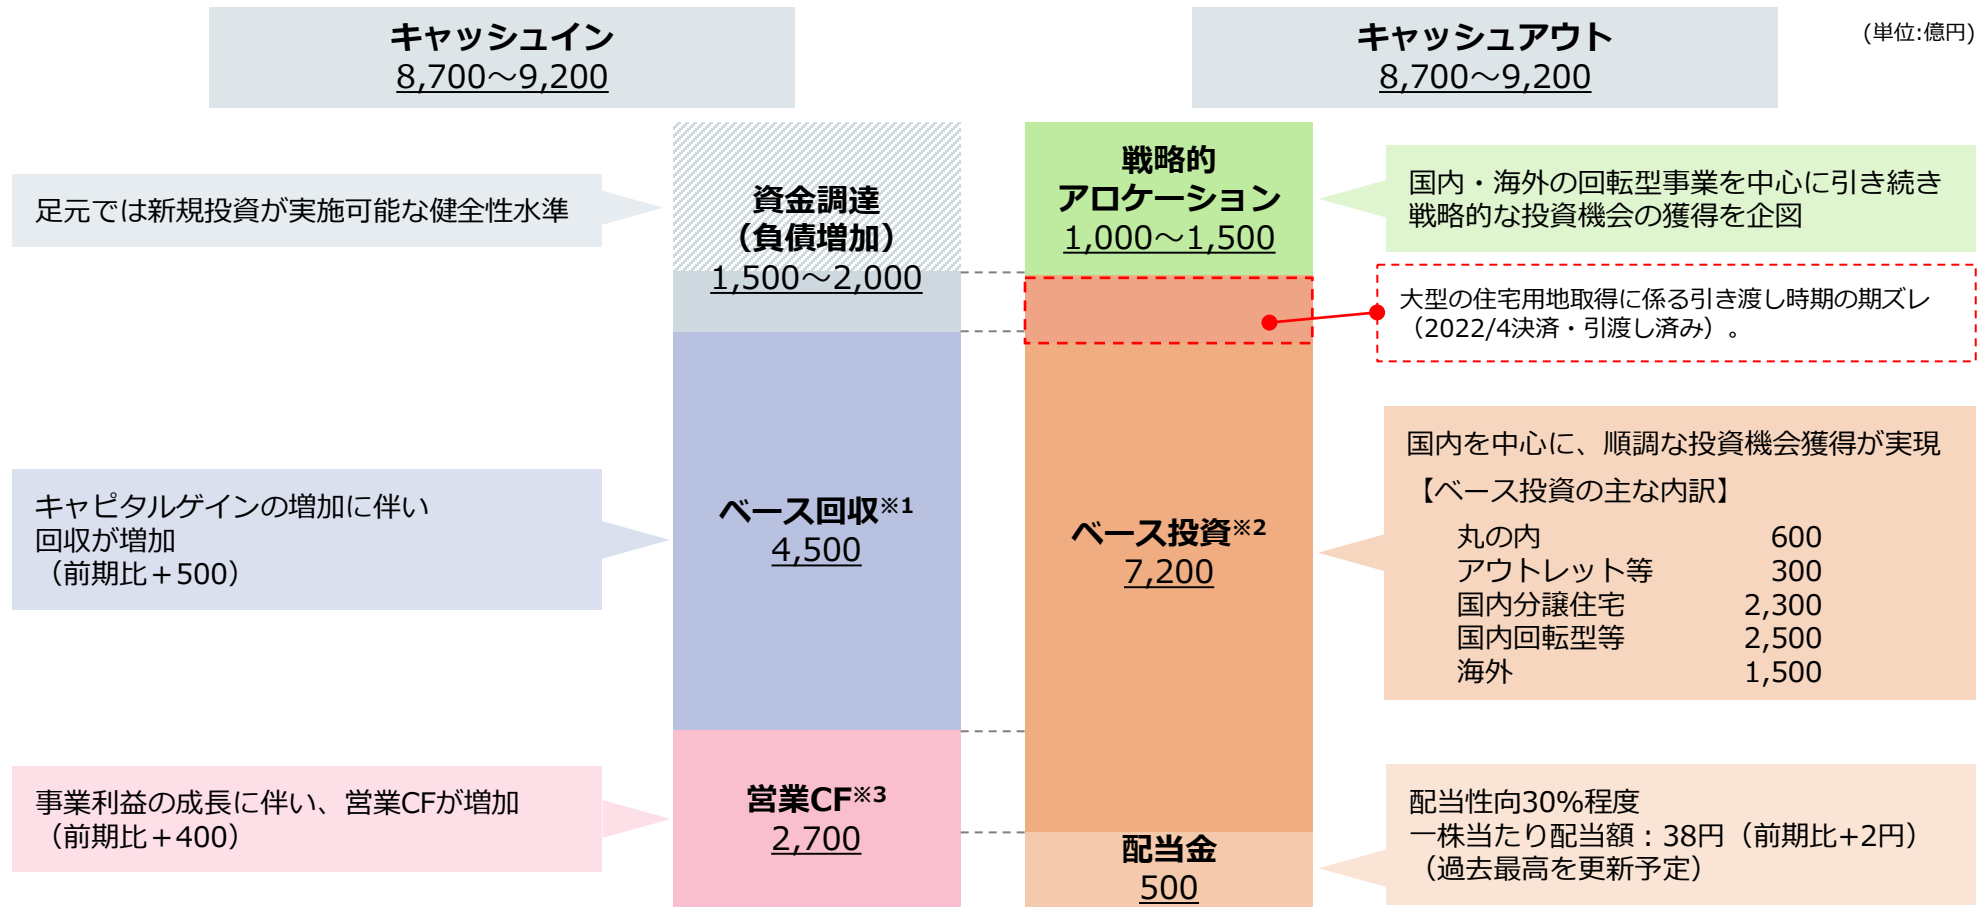 キャッシュイン
8,700～9,200
キャッシュアウト
8,700～9,200
(単位:億円)
足元では新規投資が実施可能な健全性水準
資金調達
（負債増加）
1,500～2,000
キャピタルゲインの増加に伴い
回収が増加
（前期比＋500）
ベース回収※1
4,500
事業利益の成長に伴い、営業CFが増加
（前期比＋400）
営業CF※3
2,700
戦略的
アロケーション
1,000～1,500
国内・海外の回転型事業を中心に引き続き
戦略的な投資機会の獲得を企図
大型の住宅用地取得に係る引き渡し時期の期ズレ
（2022/4決済・引渡し済み）。
ベース投資※2
7,200
国内を中心に、順調な投資機会獲得が実現
【ベース投資の主な内訳】
丸の内 600
アウトレット等 300
国内分譲住宅 2,300
国内回転型等 2,500
海外 1,500
配当金
500
配当性向30%程度
一株当たり配当額：38円（前期比+2円）
（過去最高を更新予定）